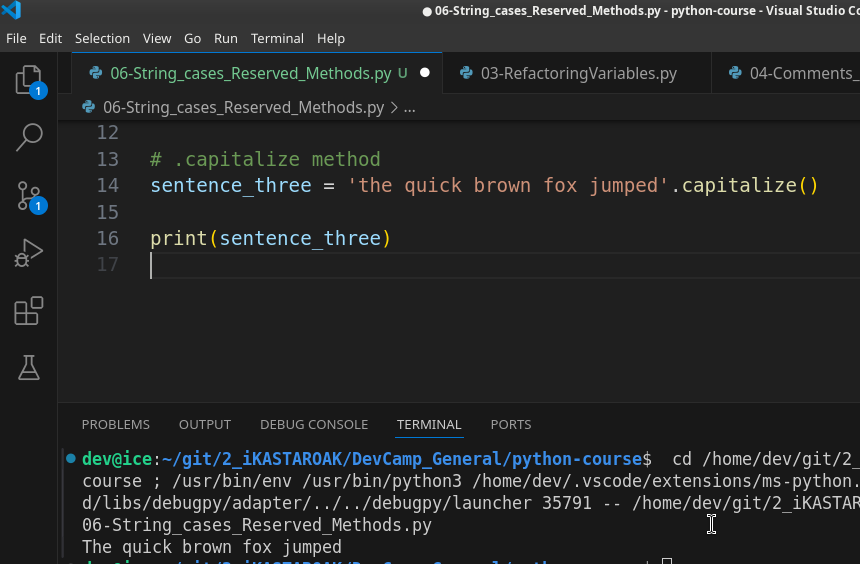 ● 06-String_cases_Reserved_Methods.py - python-course - Visual Studio Co
File Edit Selection View Go Run Terminal Help
06-String_cases_Reserved_Methods.py U ● 03-RefactoringVariables.py 04-Comments_
1
06-String_cases_Reserved_Methods.py > ...
12
13 # .capitalize method
14 sentence_three = 'the quick brown fox jumped'.capitalize()
1
15
16 print(sentence_three)
17
PROBLEMS OUTPUT DEBUG CONSOLE TERMINAL PORTS
dev@ice:~/git/2_iKASTAROAK/DevCamp_General/python-course$ cd /home/dev/git/2_
course ; /usr/bin/env /usr/bin/python3 /home/dev/.vscode/extensions/ms-python.
d/libs/debugpy/adapter/../../debugpy/launcher 35791 -- /home/dev/git/2_iKASTAR
06-String_cases_Reserved_Methods.py
The quick brown fox jumped